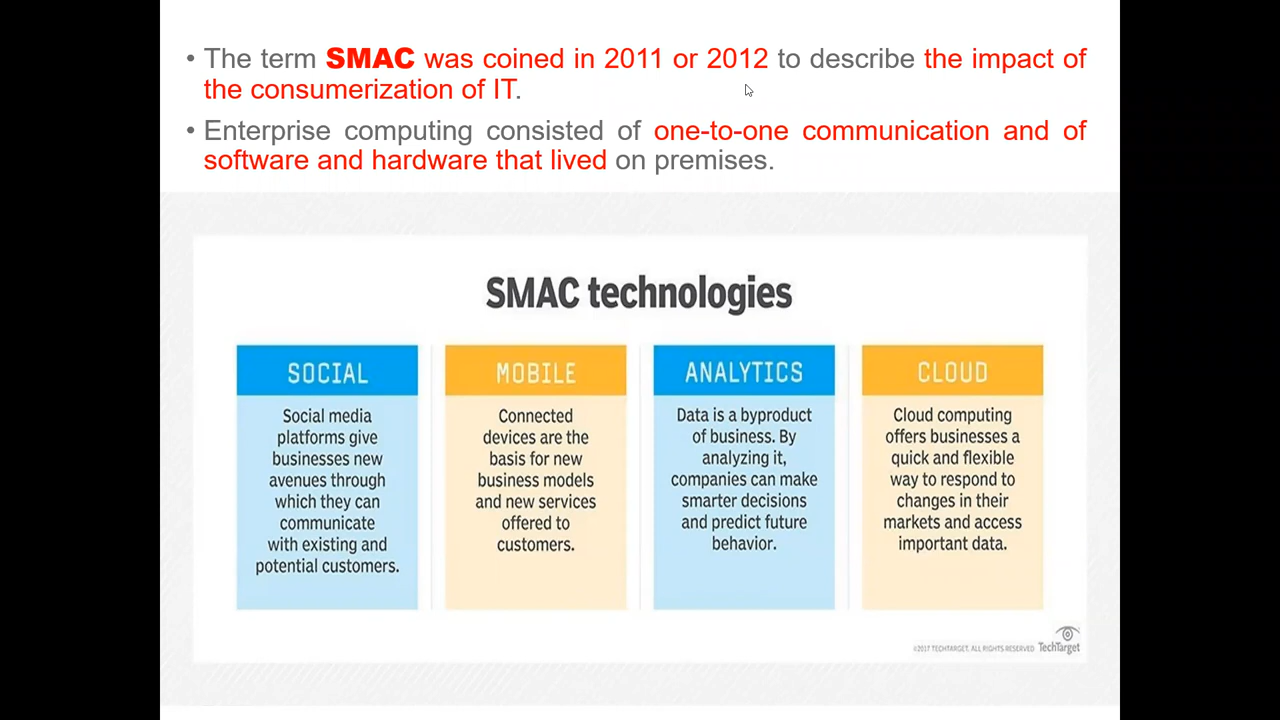 • The term SMAC was coined in 2011 or 2012 to describe the impact of
the consumerization of IT.
• Enterprise computing consisted of one-to-one communication and of
software and hardware that lived on premises.
SMAC technologies
SOCIAL
Social media
platforms give
businesses new
avenues through
which they can
communicate
with existing and
potential customers.
MOBILE
Connected
devices are the
basis for new
business models
and new services
offered to
customers.
ANALYTICS
Data is a byproduct
of business. By
analyzing it,
companies can make
smarter decisions
and predict future
behavior.
CLOUD
Cloud computing
offers businesses a
quick and flexible
way to respond to
changes in their
markets and access
important data.
©2017 TECHTARGET. ALL RIGHTS RESERVED TechTarget